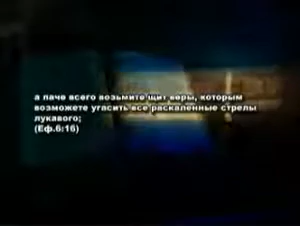 а паче всего возьмите щит веры, которым
возможете угасить все раскаленные стрелы
лукавого;
(Еф.6:16)